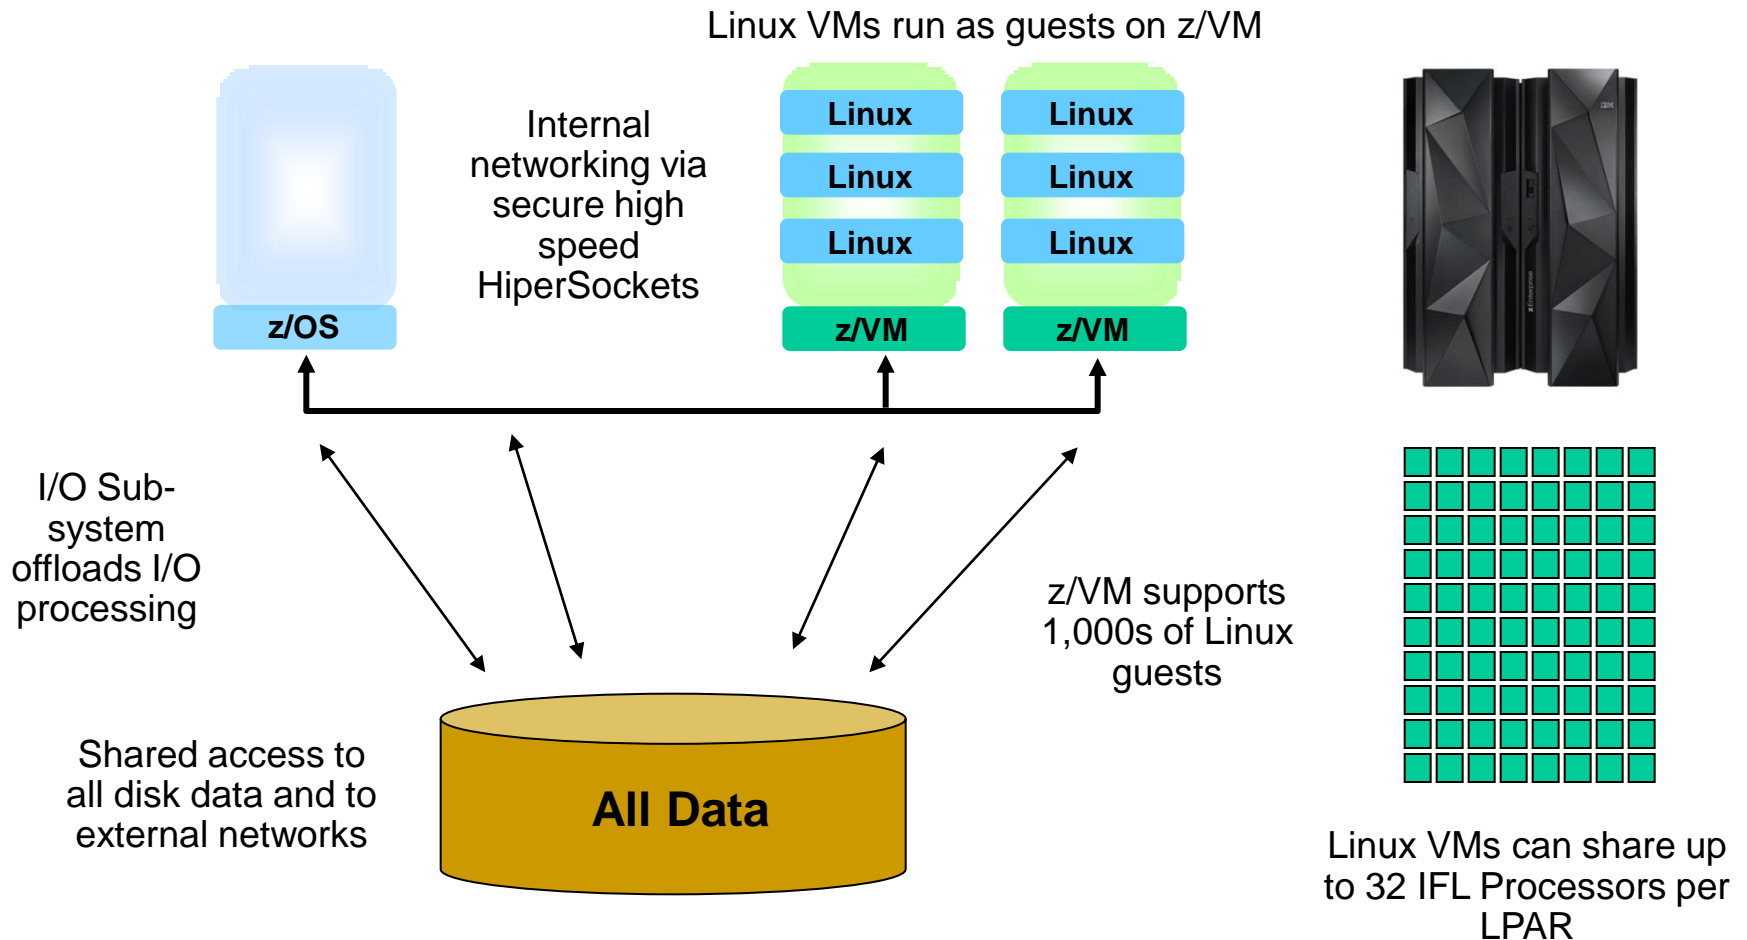 Linux VMs run as guests on z/VM
Internal
networking via
secure high
speed
HiperSockets
Linux
Linux
Linux
Linux
Linux
Linux
z/OS
z/VM
z/VM
IBM
zEnterprise
I/O Sub-
system
offloads I/O
processing
z/VM supports
1,000s of Linux
guests
Shared access to
all disk data and to
external networks
All Data
Linux VMs can share up
to 32 IFL Processors per
LPAR